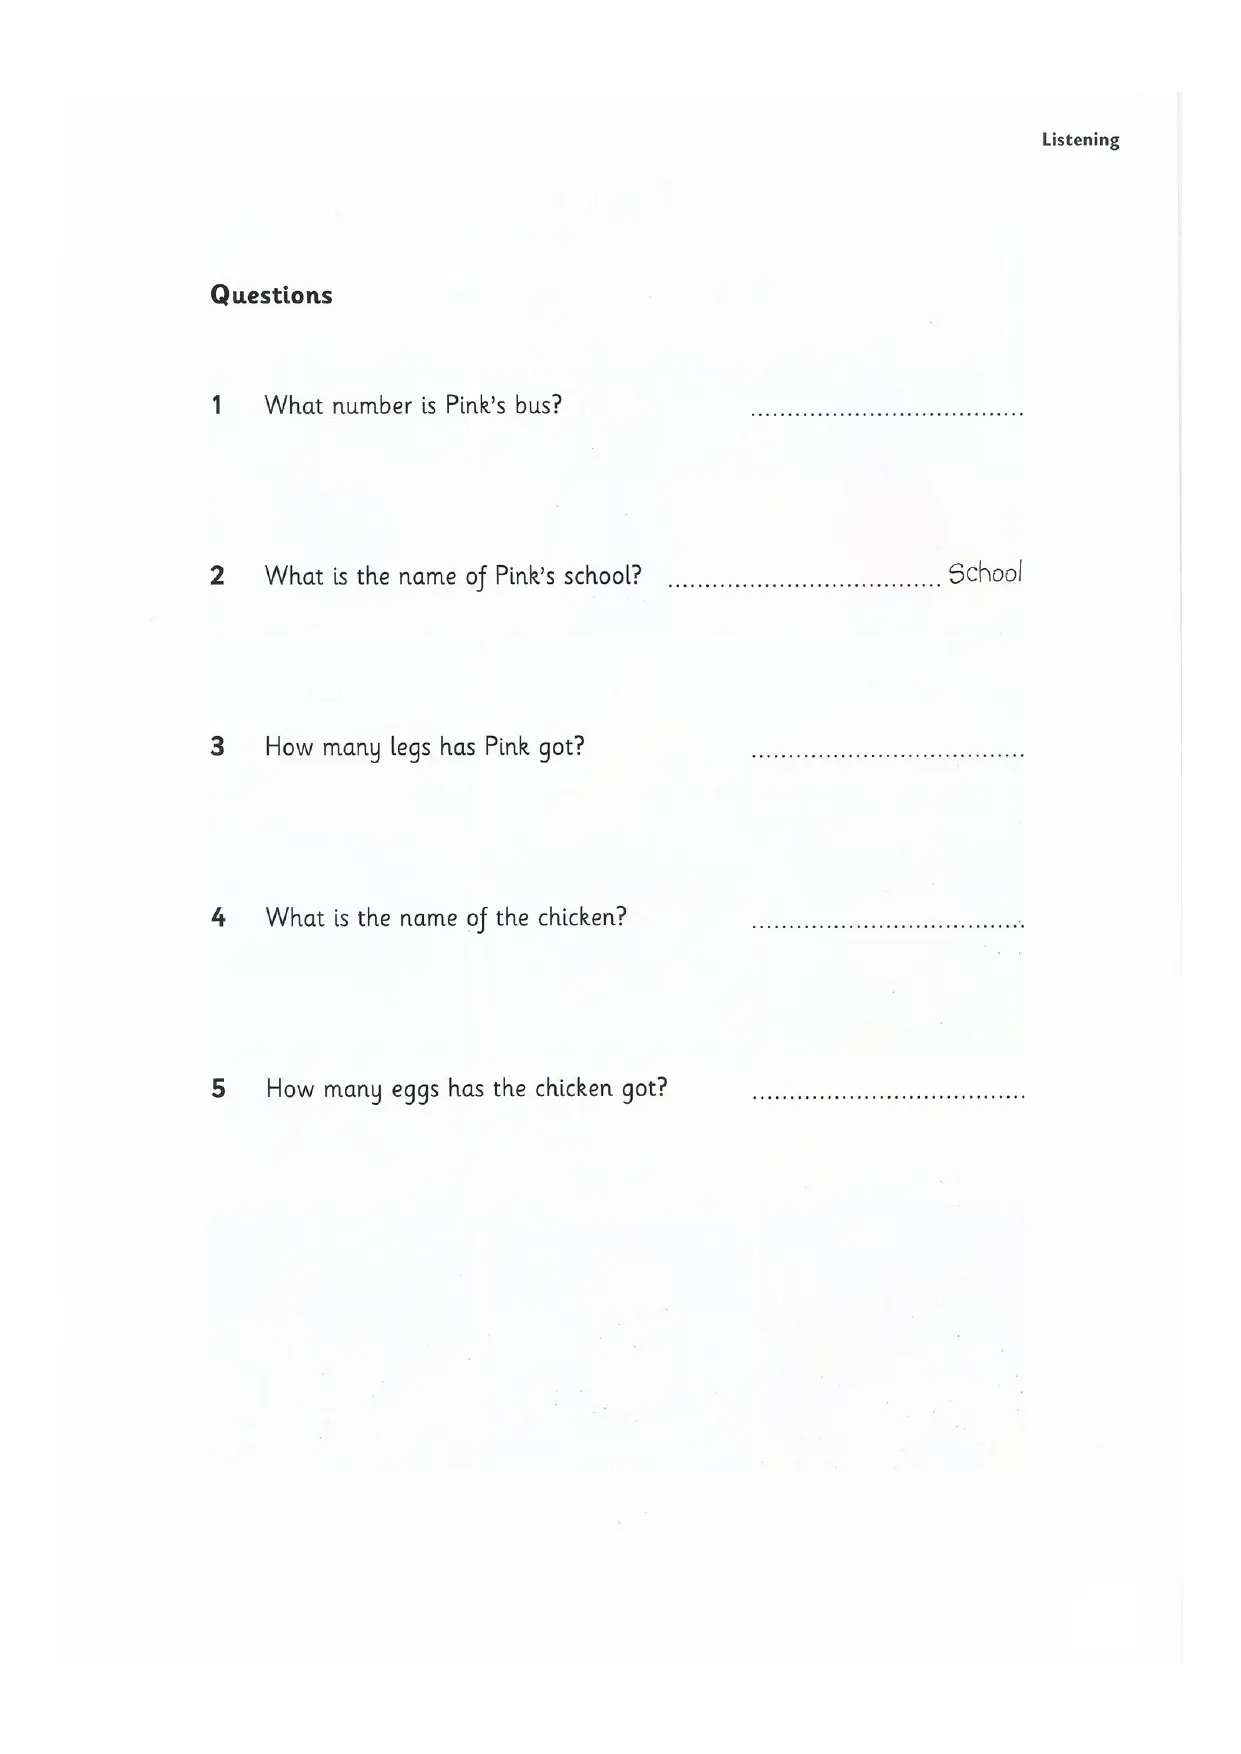 Listening
Questions
1 What number is Pink's bus? ....................................
2 What is the name of Pink's school? .................................... School
3 How many legs has Pink got? ....................................
4 What is the name of the chicken? ....................................
5 How many eggs has the chicken got? ....................................